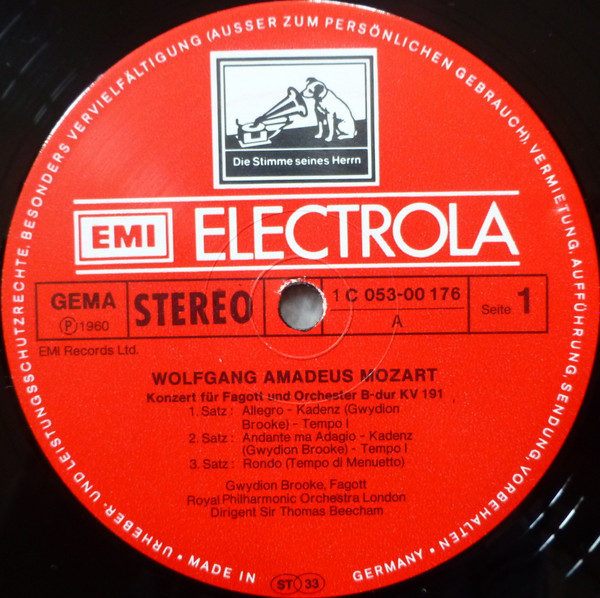 URHEBER- UND LEISTUNGSSCHUTZRECHTE, BESONDERS VERVIELFÄLTIGUNG (AUSSER ZUM PERSÖNLICHEN GEBRAUCH), VERMIETUNG, AUFFÜHRUNG, SENDUNG, VORBEHALTEN •
Die Stimme seines Herrn
EMI ELECTROLA
GEMA
℗ 1960
STEREO
1 C 053-00 176
A
Seite 1
EMI Records Ltd.
WOLFGANG AMADEUS MOZART
Konzert für Fagott und Orchester B-dur KV 191
1. Satz: Allegro - Kadenz (Gwydion
Brooke) - Tempo I
2. Satz: Andante ma Adagio - Kadenz
(Gwydion Brooke) - Tempo I
3. Satz: Rondo (Tempo di Menuetto)
Gwydion Brooke, Fagott
Royal Philharmonic Orchestra London
Dirigent Sir Thomas Beecham
• MADE IN GERMANY •
ST 33